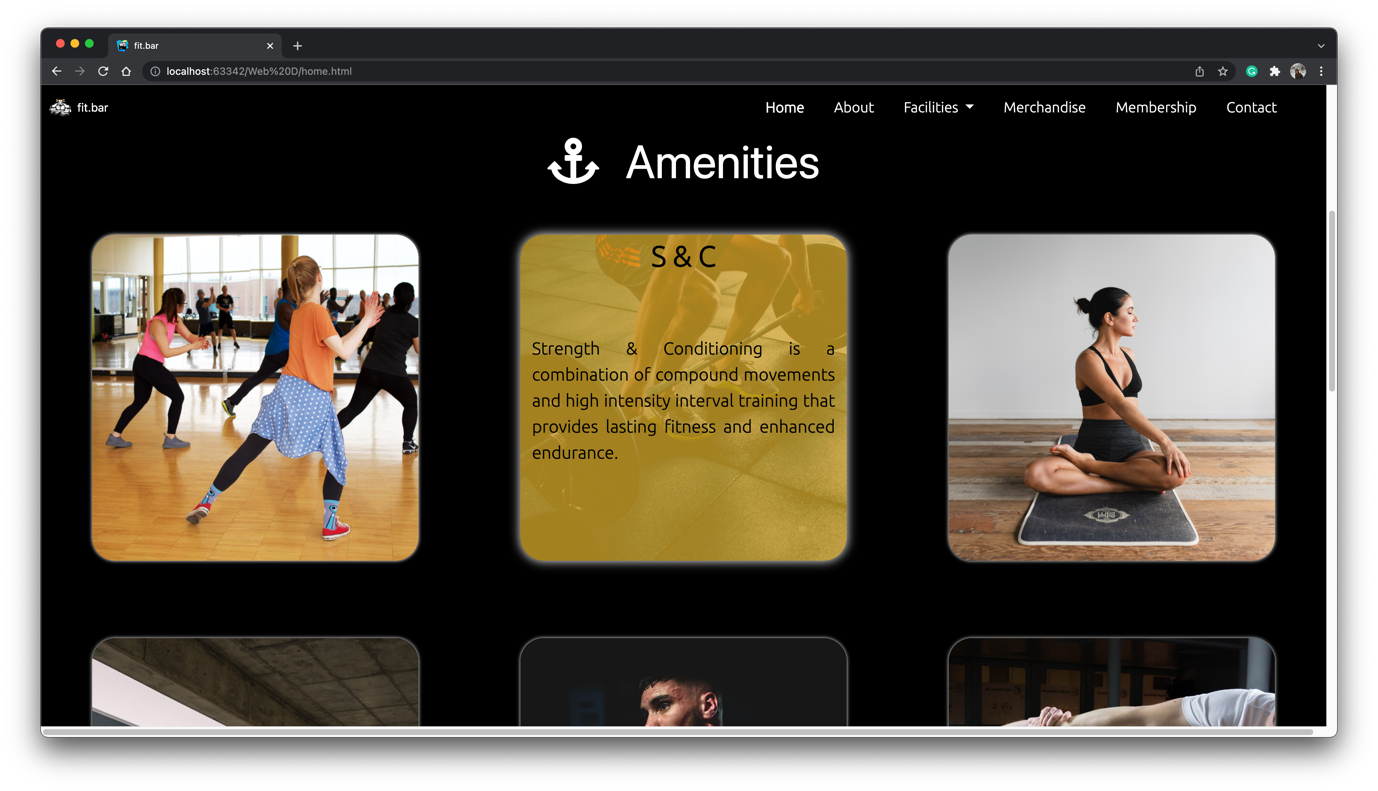 fit.bar
localhost:63342/Web%20D/home.html
fit.bar
Home About Facilities Merchandise Membership Contact
Amenities
S & C
Strength & Conditioning is a
combination of compound movements
and high intensity interval training that
provides lasting fitness and enhanced
endurance.